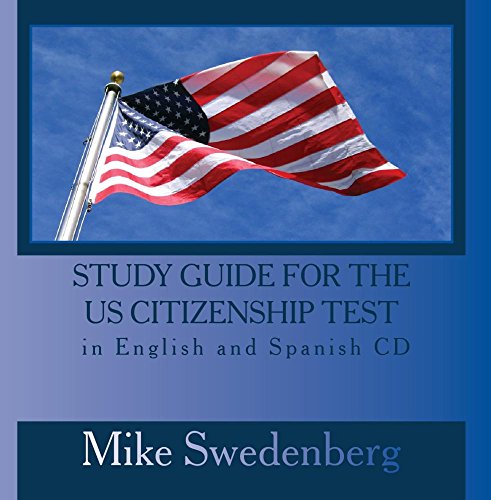 STUDY GUIDE FOR THE
US CITIZENSHIP TEST
in English and Spanish CD
Mike Swedenberg